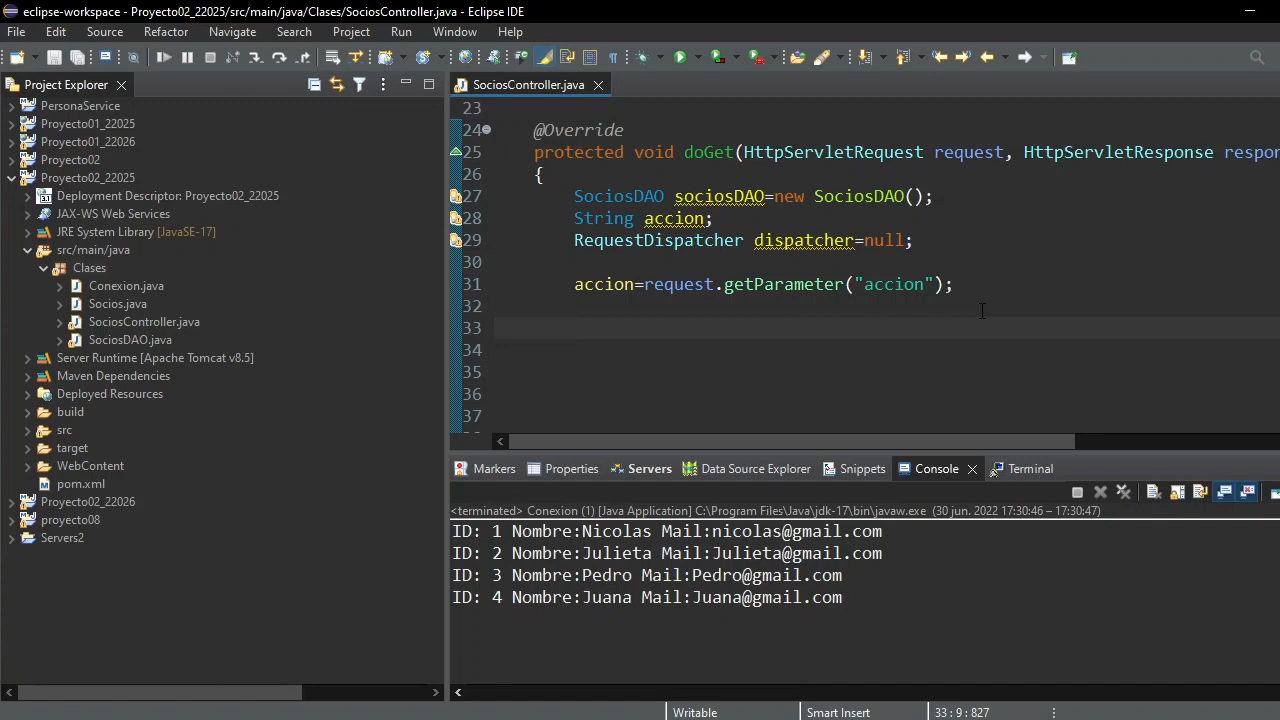 eclipse-workspace - Proyecto02_22025/src/main/java/Clases/SociosController.java - Eclipse IDE
File Edit Source Refactor Navigate Search Project Run Window Help
Project Explorer
PersonaService
Proyecto01_22025
Proyecto01_22026
Proyecto02
Proyecto02_22025
Deployment Descriptor: Proyecto02_22025
JAX-WS Web Services
JRE System Library [JavaSE-17]
src/main/java
Clases
Conexion.java
Socios.java
SociosController.java
SociosDAO.java
Server Runtime [Apache Tomcat v8.5]
Maven Dependencies
Deployed Resources
build
src
target
WebContent
pom.xml
Proyecto02_22026
proyecto08
Servers2
SociosController.java
23
24 @Override
25 protected void doGet(HttpServletRequest request, HttpServletResponse respon
26 {
27 SociosDAO sociosDAO=new SociosDAO();
28 String accion;
29 RequestDispatcher dispatcher=null;
30
31 accion=request.getParameter("accion");
32
33
34
35
36
37
Markers Properties Servers Data Source Explorer Snippets Console Terminal
<terminated> Conexion (1) [Java Application] C:\Program Files\Java\jdk-17\bin\javaw.exe (30 jun. 2022 17:30:46 – 17:30:47)
ID: 1 Nombre:Nicolas Mail:nicolas@gmail.com
ID: 2 Nombre:Julieta Mail:Julieta@gmail.com
ID: 3 Nombre:Pedro Mail:Pedro@gmail.com
ID: 4 Nombre:Juana Mail:Juana@gmail.com
Writable Smart Insert 33 : 9 : 827